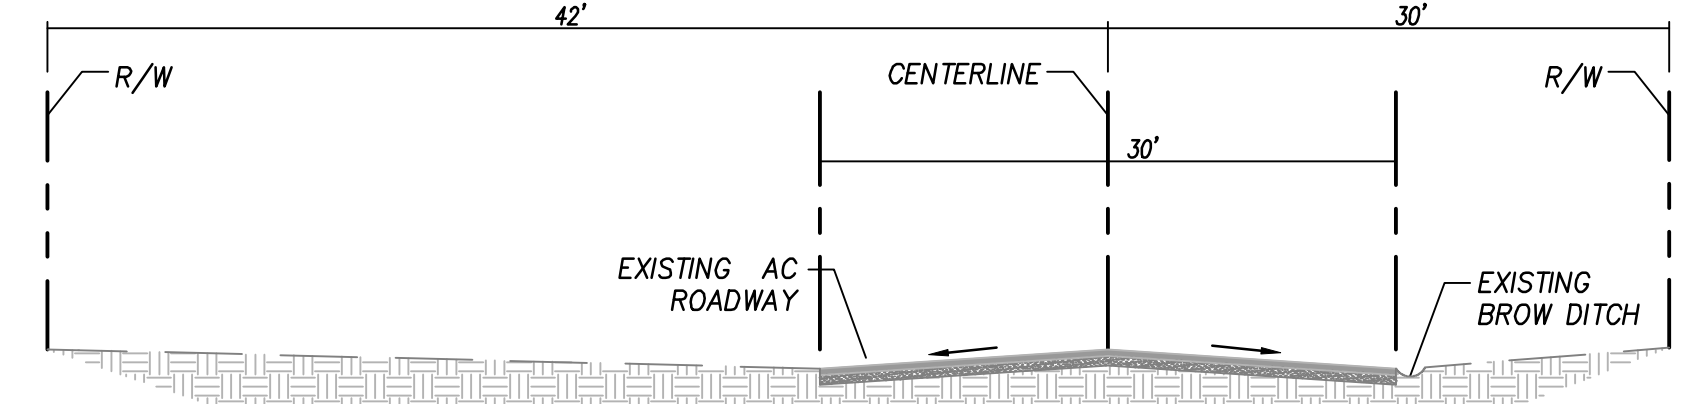 42'
30'
R/W
CENTERLINE
R/W
30'
EXISTING AC
ROADWAY
EXISTING
BROW DITCH